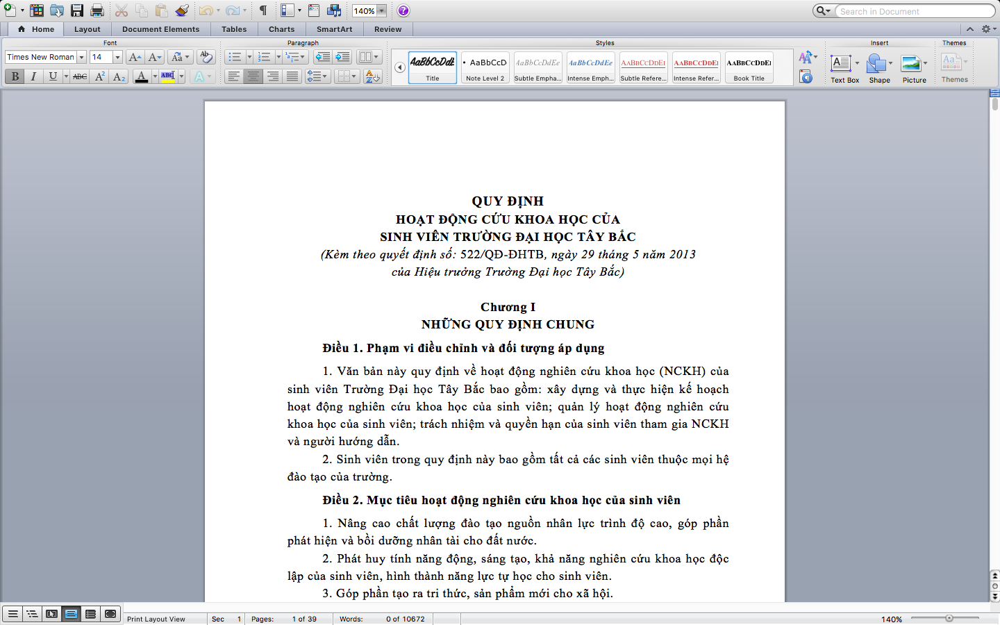 140%
Search in Document
Home
Layout
Document Elements
Tables
Charts
SmartArt
Review
Font
Paragraph
Styles
Insert
Themes
Times New Roman
14
Aa
Ab
AaBbCcDdE
• AaBbCcD
AaBbCcDdEe
AaBbCcDdEe
AABBCCDDEI
AABBCCDDEI
AABBCCDDEI
Title
Note Level 2
Subtle Empha...
Intense Emph...
Subtle Refere...
Intense Refer...
Book Title
B I U ABC A2 A2 A ABC A
Text Box
Shape
Picture
Themes
QUY ĐỊNH
HOẠT ĐỘNG CỨU KHOA HỌC CỦA
SINH VIÊN TRƯỜNG ĐẠI HỌC TÂY BẮC
(Kèm theo quyết định số: 522/QĐ-ĐHTB, ngày 29 tháng 5 năm 2013
của Hiệu trưởng Trường Đại học Tây Bắc)
Chương I
NHỮNG QUY ĐỊNH CHUNG
Điều 1. Phạm vi điều chỉnh và đối tượng áp dụng
1. Văn bản này quy định về hoạt động nghiên cứu khoa học (NCKH) của
sinh viên Trường Đại học Tây Bắc bao gồm: xây dựng và thực hiện kế hoạch
hoạt động nghiên cứu khoa học của sinh viên; quản lý hoạt động nghiên cứu
khoa học của sinh viên; trách nhiệm và quyền hạn của sinh viên tham gia NCKH
và người hướng dẫn.
2. Sinh viên trong quy định này bao gồm tất cả các sinh viên thuộc mọi hệ
đào tạo của trường.
Điều 2. Mục tiêu hoạt động nghiên cứu khoa học của sinh viên
1. Nâng cao chất lượng đào tạo nguồn nhân lực trình độ cao, góp phần
phát hiện và bồi dưỡng nhân tài cho đất nước.
2. Phát huy tính năng động, sáng tạo, khả năng nghiên cứu khoa học độc
lập của sinh viên, hình thành năng lực tự học cho sinh viên.
3. Góp phần tạo ra tri thức, sản phẩm mới cho xã hội.
Print Layout View
Sec 1
Pages: 1 of 39
Words: 0 of 10672
140%